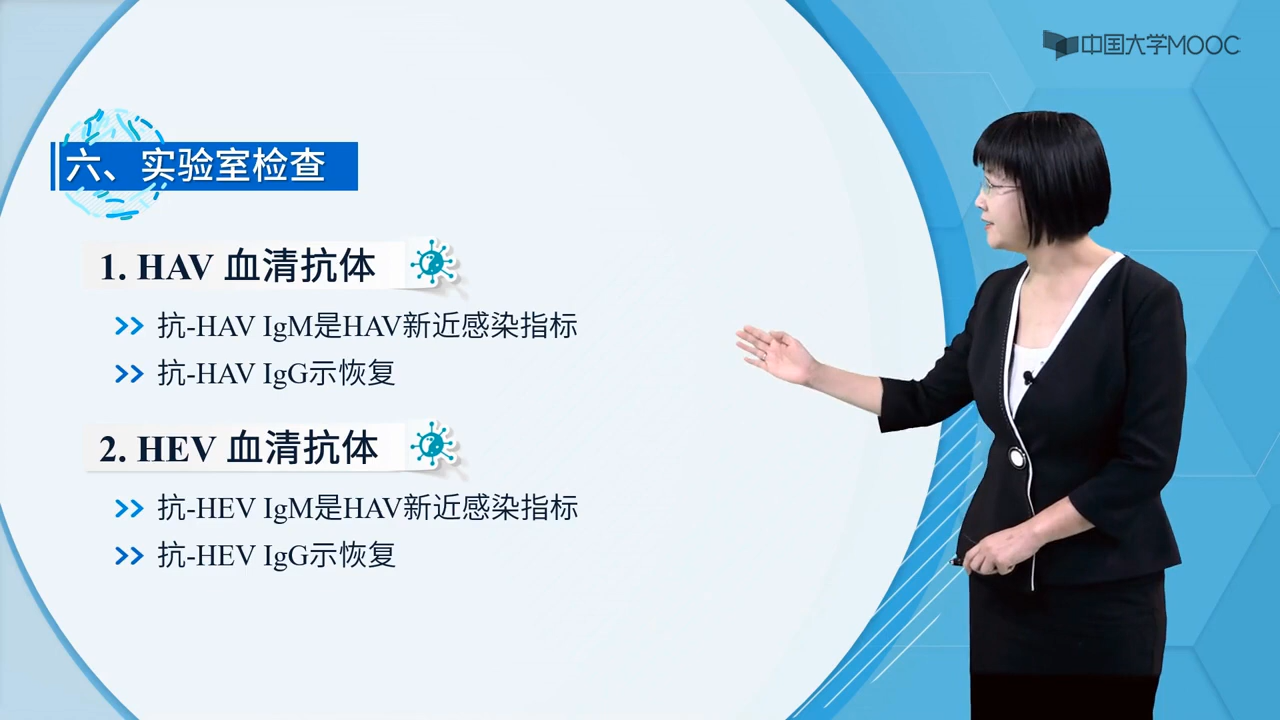 中国大学MOOC
六、实验室检查
1. HAV 血清抗体
抗-HAV IgM是HAV新近感染指标
抗-HAV IgG示恢复
2. HEV 血清抗体
抗-HEV IgM是HAV新近感染指标
抗-HEV IgG示恢复